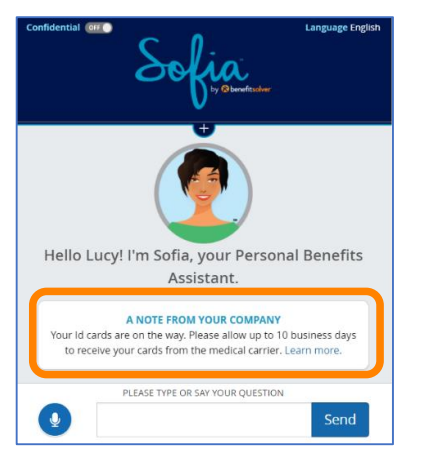 Confidential OFF Language English
Sofia
by benefitsolver
Hello Lucy! I'm Sofia, your Personal Benefits
Assistant.
A NOTE FROM YOUR COMPANY
Your Id cards are on the way. Please allow up to 10 business days
to receive your cards from the medical carrier. Learn more.
PLEASE TYPE OR SAY YOUR QUESTION
Send